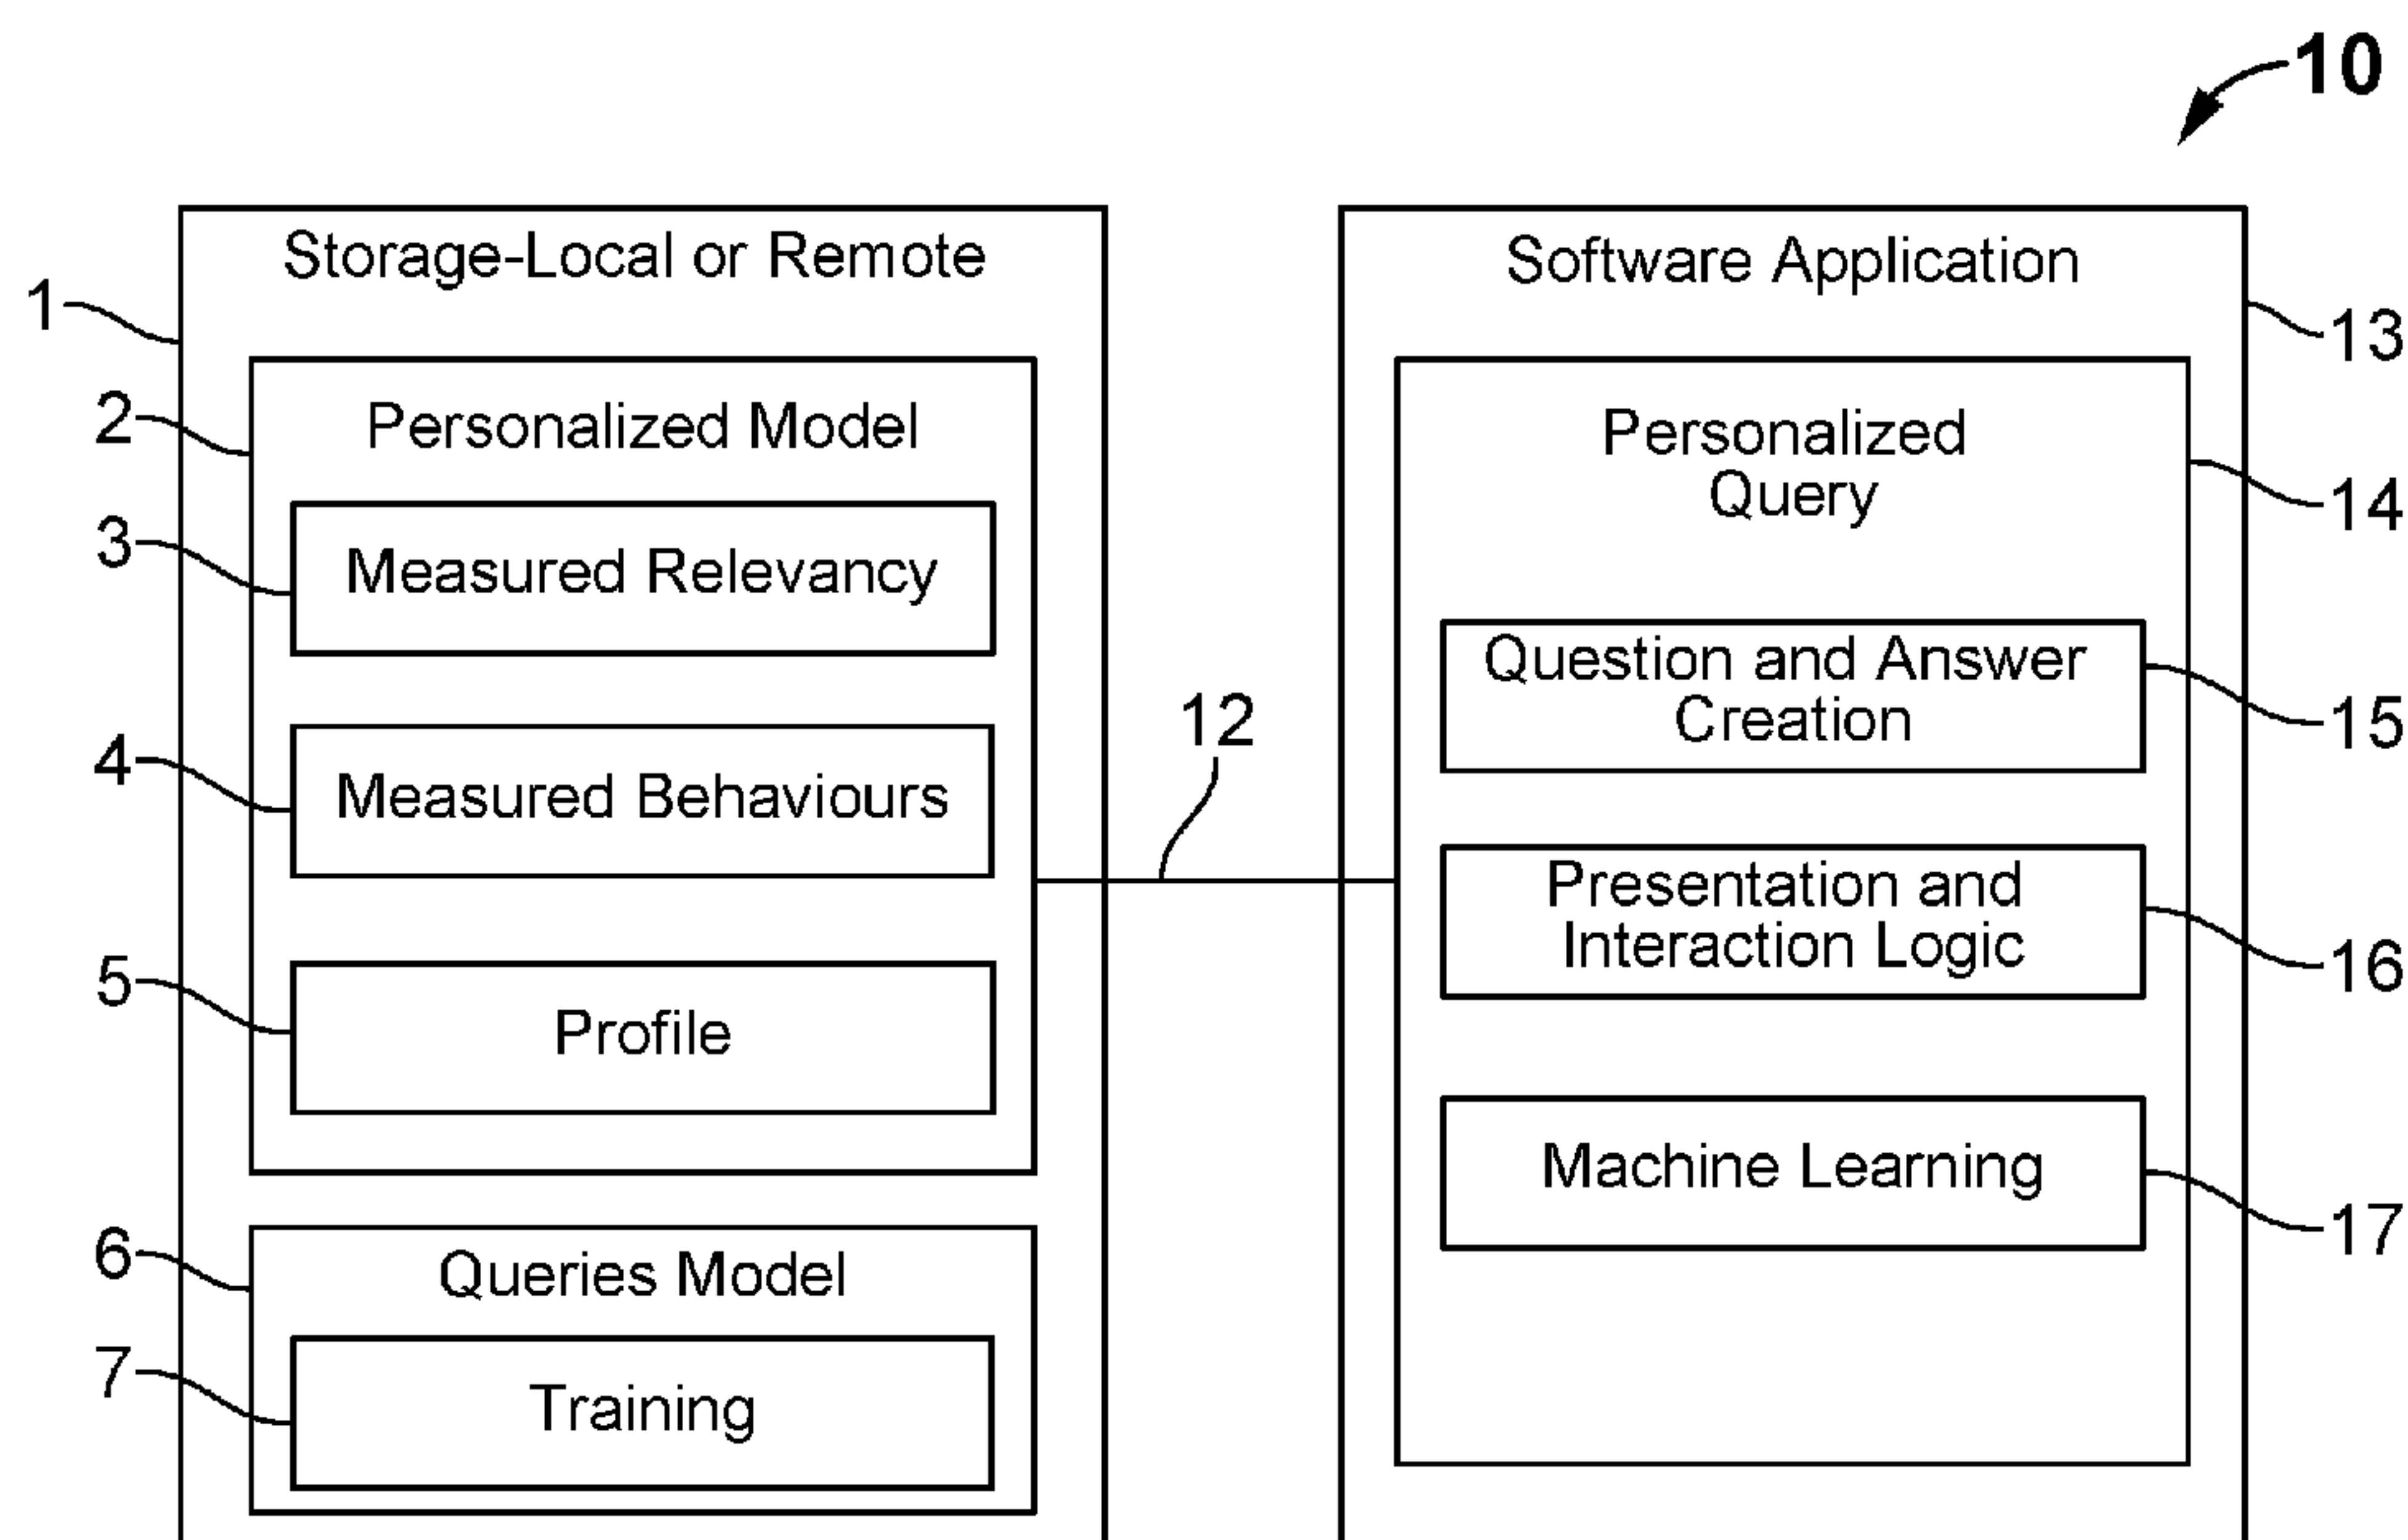 10
Storage-Local or Remote
1
2
Personalized Model
3
Measured Relevancy
4
Measured Behaviours
5
Profile
6
Queries Model
7
Training
12
Software Application
13
Personalized
Query
14
Question and Answer
Creation
15
Presentation and
Interaction Logic
16
Machine Learning
17